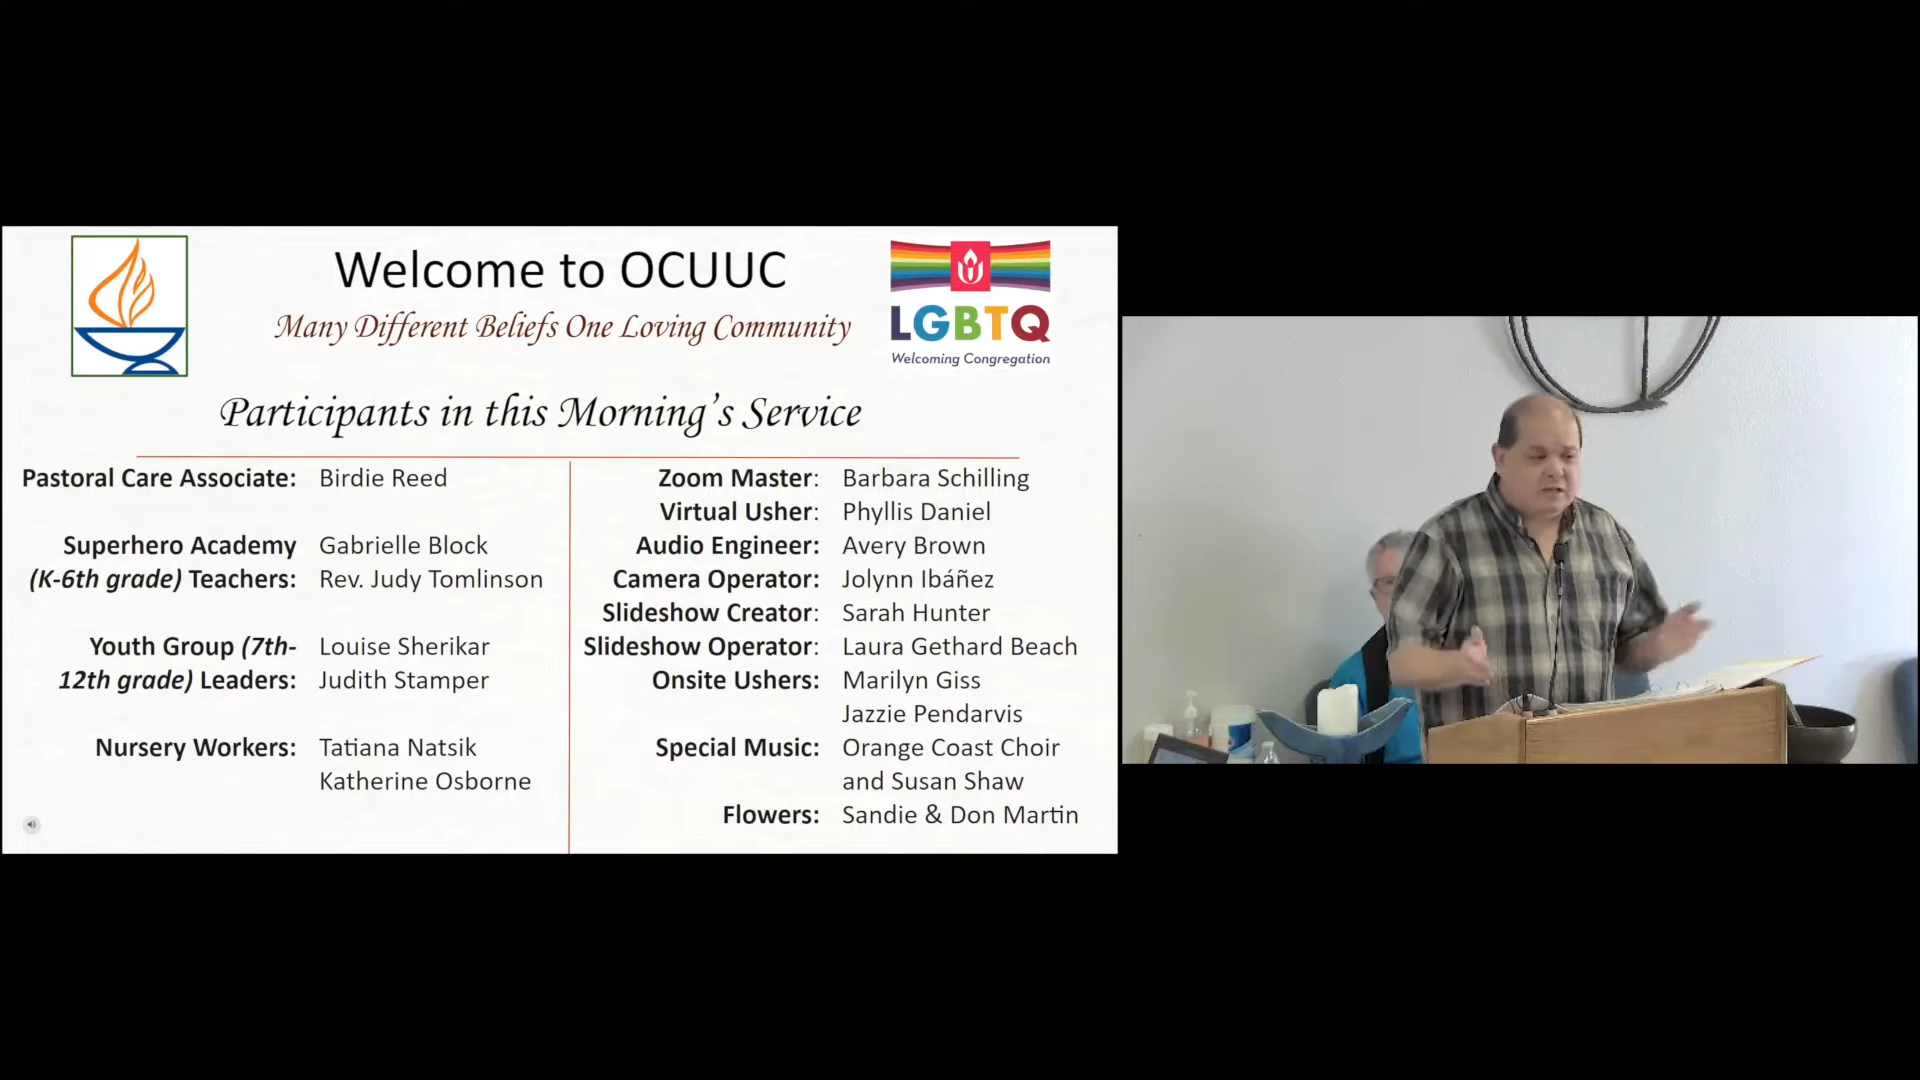 Welcome to OCUUC
Many Different Beliefs One Loving Community
LGBTQ
Welcoming Congregation
Participants in this Morning's Service
Pastoral Care Associate: Birdie Reed
Superhero Academy Gabrielle Block
(K-6th grade) Teachers: Rev. Judy Tomlinson
Youth Group (7th- Louise Sherikar
12th grade) Leaders: Judith Stamper
Nursery Workers: Tatiana Natsik
Katherine Osborne
Zoom Master: Barbara Schilling
Virtual Usher: Phyllis Daniel
Audio Engineer: Avery Brown
Camera Operator: Jolynn Ibáñez
Slideshow Creator: Sarah Hunter
Slideshow Operator: Laura Gethard Beach
Onsite Ushers: Marilyn Giss
Jazzie Pendarvis
Special Music: Orange Coast Choir
and Susan Shaw
Flowers: Sandie & Don Martin